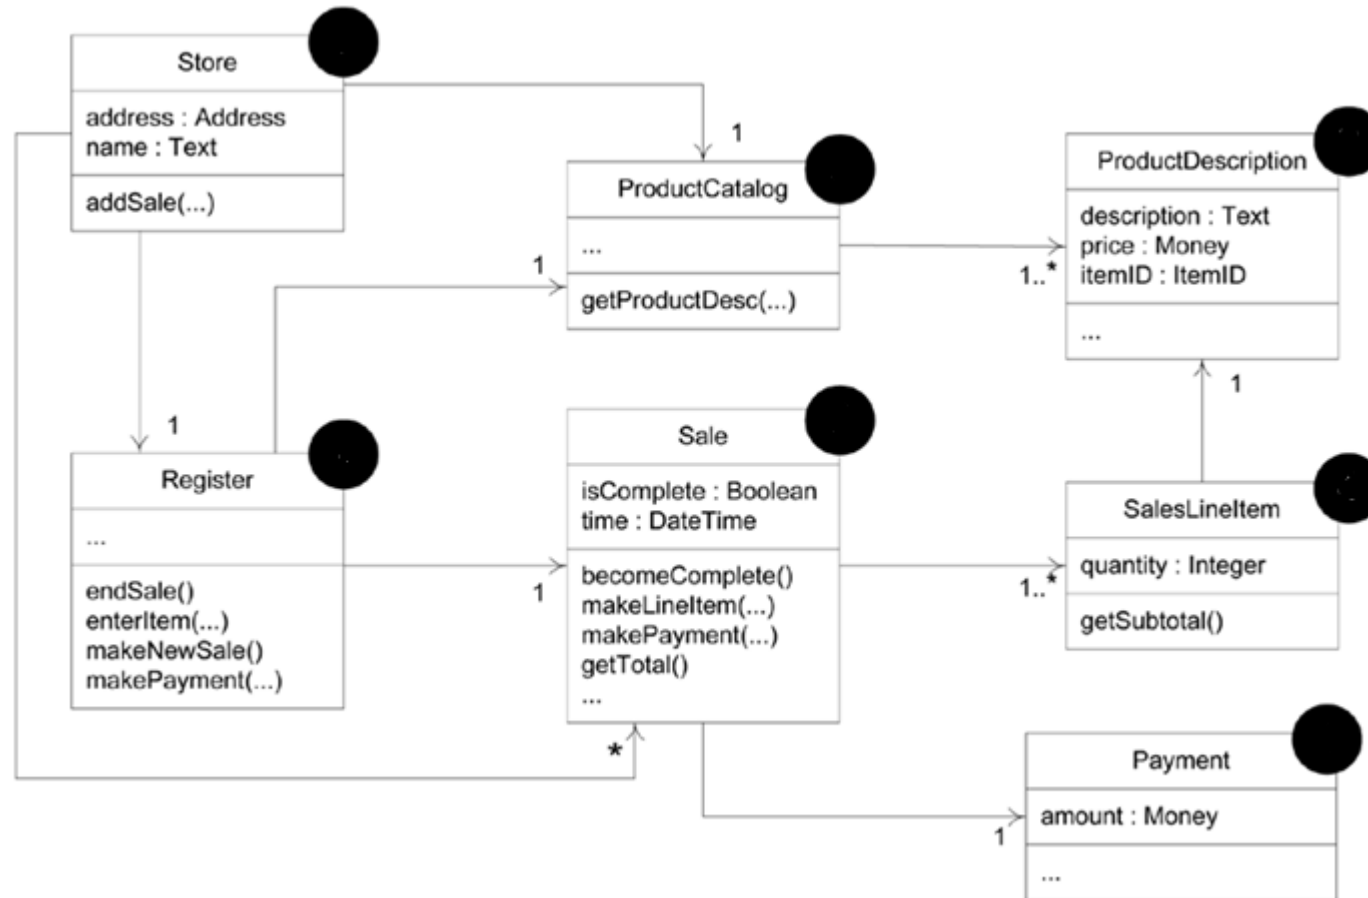 Store
address : Address
name : Text
addSale(...)
1
ProductCatalog
...
getProductDesc(...)
1
ProductDescription
description : Text
price : Money
itemID : ItemID
...
1..*
1
1
Register
...
endSale()
enterItem(...)
makeNewSale()
makePayment(...)
Sale
isComplete : Boolean
time : DateTime
becomeComplete()
makeLineItem(...)
makePayment(...)
getTotal()
...
1
*
SalesLineItem
quantity : Integer
getSubtotal()
1..*
Payment
amount : Money
...
1